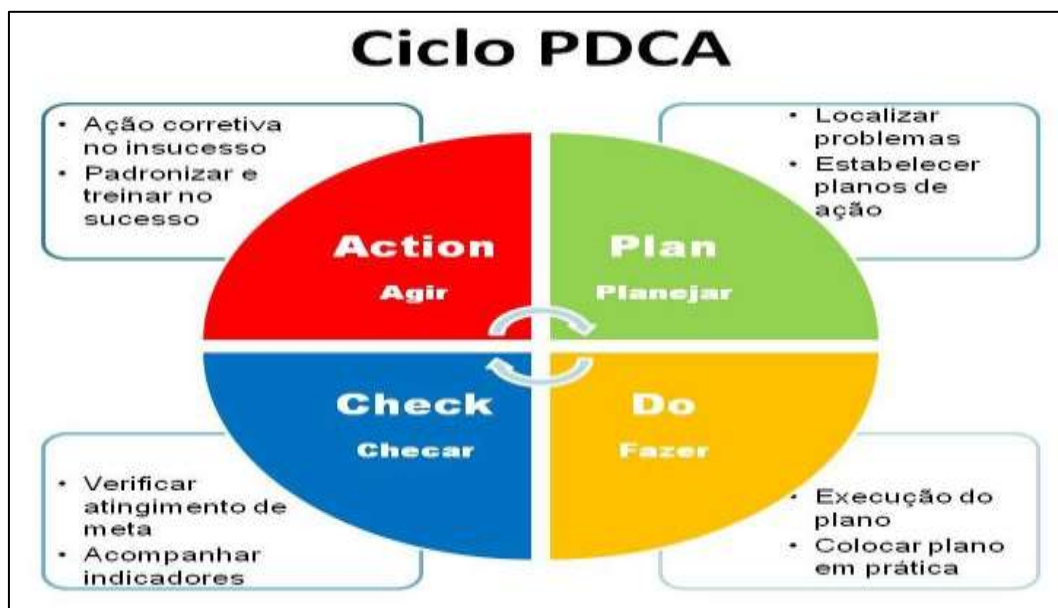 Ciclo PDCA
• Ação corretiva
no insucesso
• Padronizar e
treinar no
sucesso
• Localizar
problemas
• Estabelecer
planos de
ação
Action
Agir
Plan
Planejar
Check
Checar
Do
Fazer
• Verificar
atingimento de
meta
• Acompanhar
indicadores
• Execução do
plano
• Colocar plano
em prática